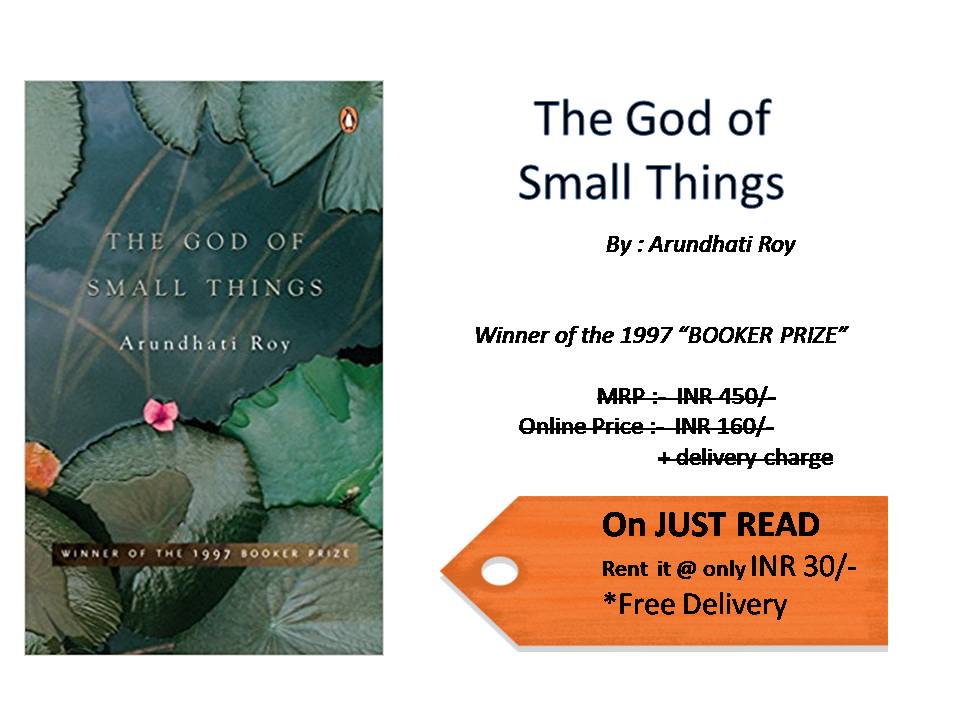 THE GOD OF
SMALL THINGS
Arundhati Roy
WINNER OF THE 1997 BOOKER PRIZE
The God of
Small Things
By : Arundhati Roy
Winner of the 1997 “BOOKER PRIZE”
MRP :- INR 450/-
Online Price :- INR 160/-
+ delivery charge
On JUST READ
Rent it @ only INR 30/-
*Free Delivery